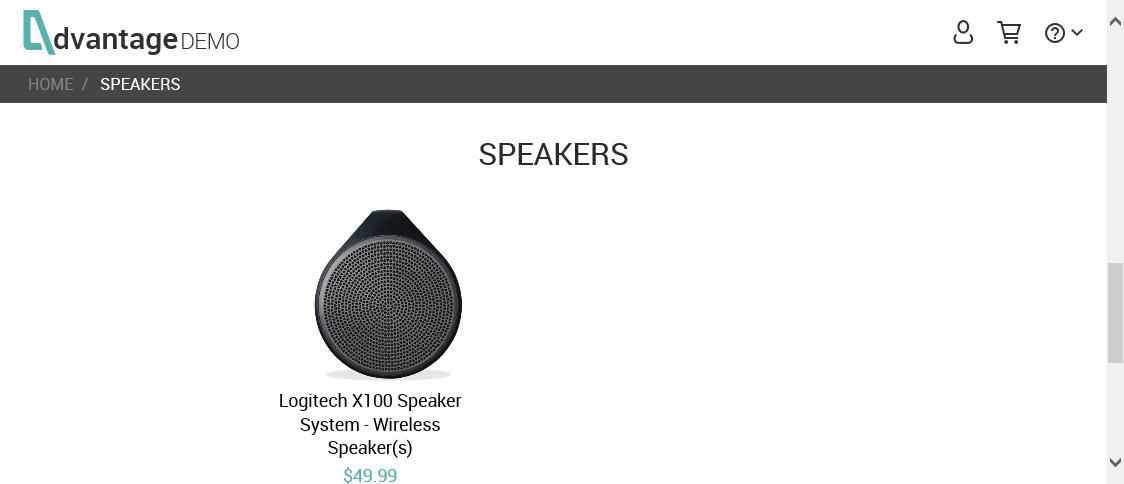 dvantage DEMO
HOME / SPEAKERS
SPEAKERS
Logitech X100 Speaker
System - Wireless
Speaker(s)
$49.99